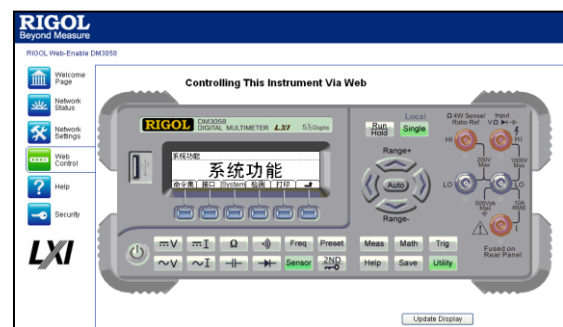 RIGOL
Beyond Measure
RIGOL Web-Enable DM3058
Welcome Page
Network Status
Network Settings
Web Control
Help
Security
LXI
Controlling This Instrument Via Web
RIGOL DM3058 DIGITAL MULTIMETER LXI 5½ Digits
系统功能
系统功能
命令集 接口 System 检测 打印
Run Hold
Local
Single
Range+
Auto
Range-
Ω 4W Sense/ Ratio Ref
Input
HI HI
200V Max
1000V Max
LO LO
500Vpk Max
10A RMS
I
Fused on Rear Panel
V I Ω Freq Preset Meas Math Trig
V I Sensor 2ND Help Save Utility
Update Display